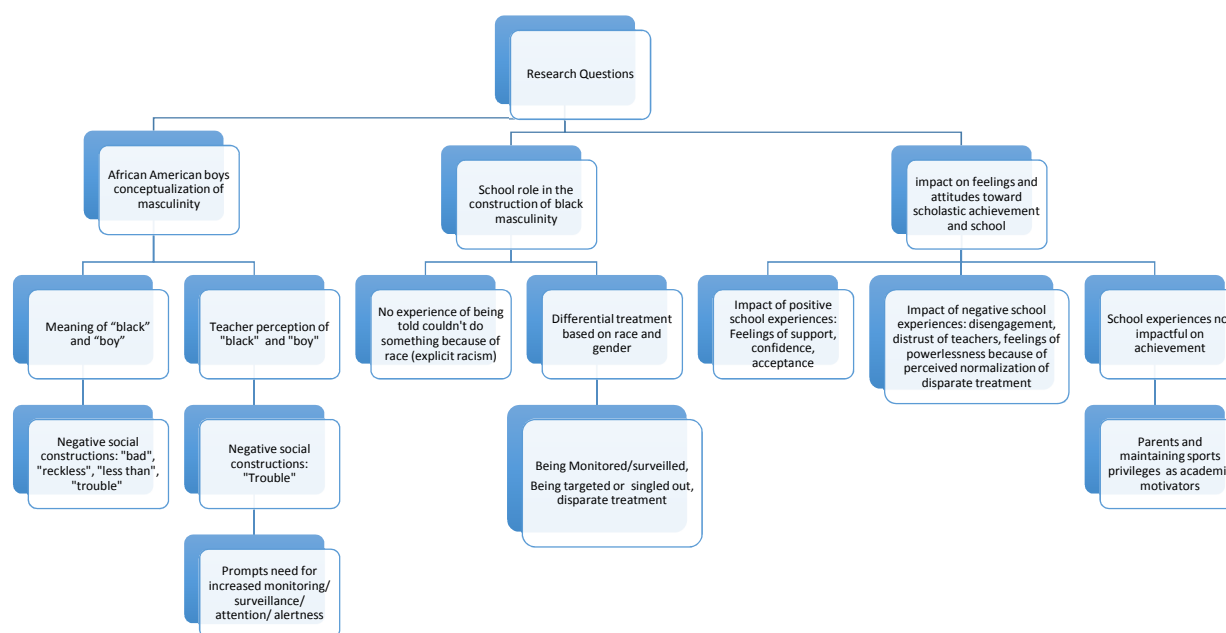 Research Questions
African American boys
conceptualization of
masculinity
School role in the
construction of black
masculinity
impact on feelings and
attitudes toward
scholastic achievement
and school
Meaning of “black”
and “boy”
Teacher perception of
"black"  and "boy"
No experience of being
told couldn't do
something because of
race (explicit racism)
Differential treatment
based on race and
gender
Impact of positive
school experiences:
Feelings of support,
confidence,
acceptance
Impact of negative school
experiences: disengagement,
distrust of teachers, feelings of
powerlessness because of
perceived normalization of
disparate treatment
School experiences no
impactful on
achievement
Negative social
constructions: "bad",
"reckless", "less than",
"trouble"
Negative social
constructions:
"Trouble"
Being Monitored/surveilled,
Being targeted or  singled out,
disparate treatment
Parents and
maintaining sports
privileges  as academi
motivators
Prompts need for
increased monitoring/
surveillance/
attention/ alertness